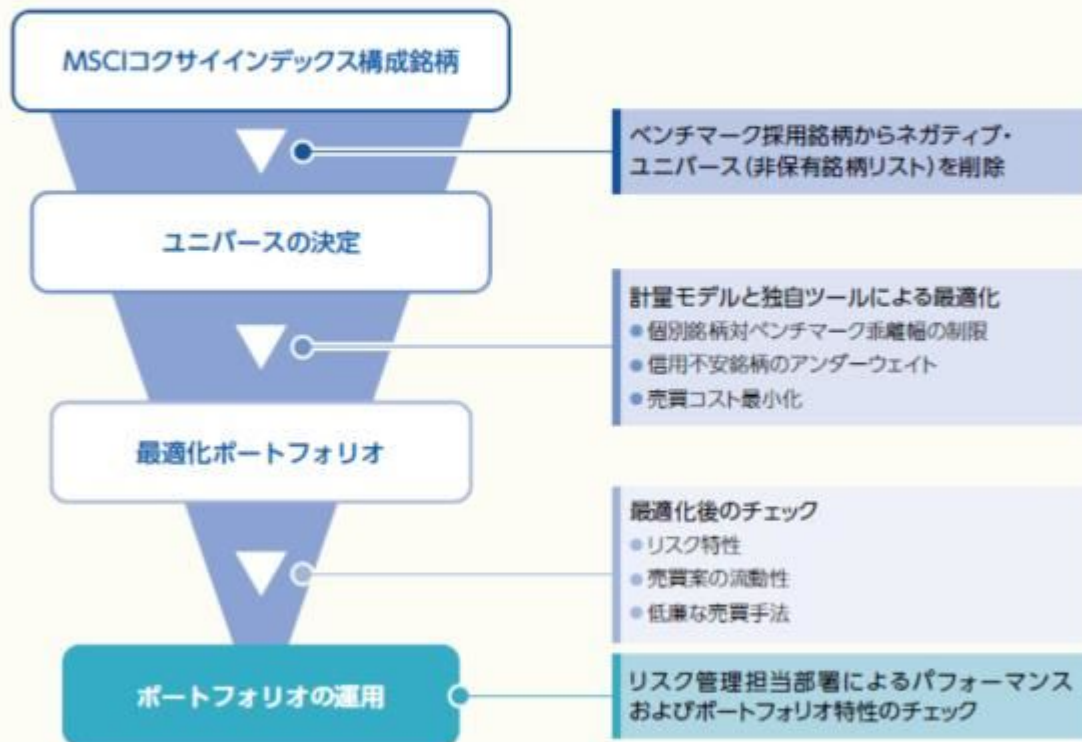 MSCIコクサイインデックス構成銘柄
ベンチマーク採用銘柄からネガティブ・
ユニバース(非保有銘柄リスト)を削除
ユニバースの決定
計量モデルと独自ツールによる最適化
●個別銘柄対ベンチマーク乖離幅の制限
●信用不安銘柄のアンダーウェイト
●売買コスト最小化
最適化ポートフォリオ
最適化後のチェック
●リスク特性
●売買案の流動性
●低廉な売買手法
ポートフォリオの運用
リスク管理担当部署によるパフォーマンス
およびポートフォリオ特性のチェック